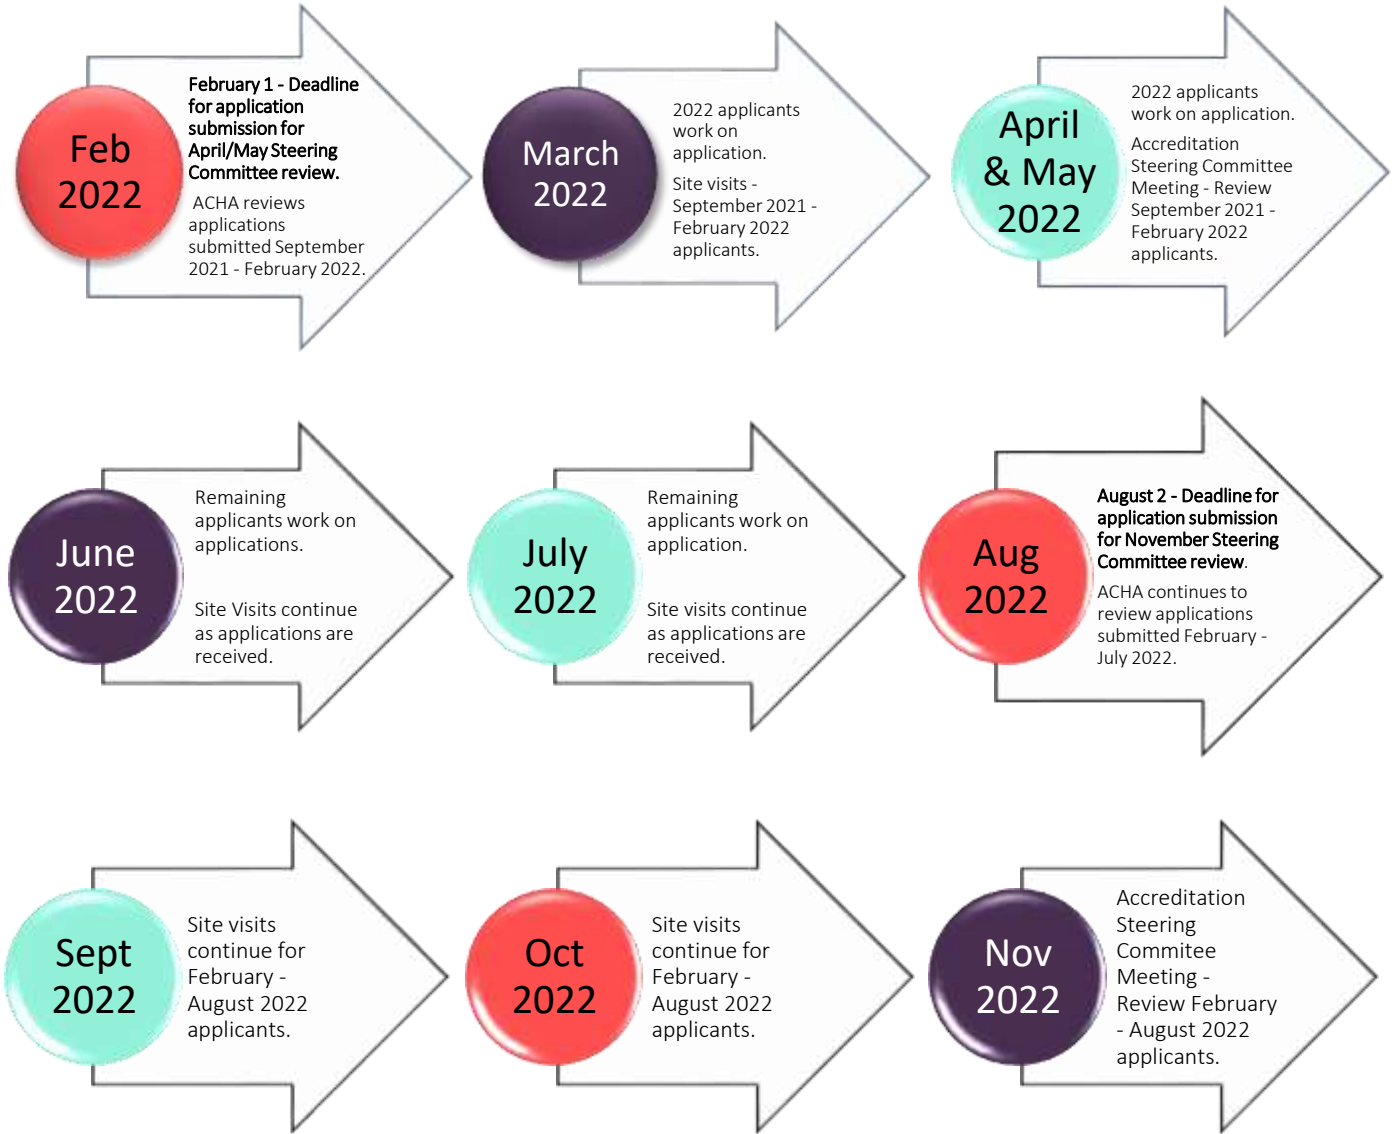 Feb
2022
February 1 - Deadline
for application
submission for
April/May Steering
Committee review.
ACHA reviews
applications
submitted September
2021 - February 2022.
March
2022
2022 applicants
work on
application.
Site visits -
September 2021 -
February 2022
applicants.
April
& May
2022
2022 applicants
work on application.
Accreditation
Steering Committee
Meeting - Review
September 2021 -
February 2022
applicants.
June
2022
Remaining
applicants work on
applications.
Site Visits continue
as applications are
received.
July
2022
Remaining
applicants work on
application.
Site visits continue
as applications are
received.
Aug
2022
August 2 - Deadline for
application submission
for November Steering
Committee review.
ACHA continues to
review applications
submitted February -
July 2022.
Sept
2022
Site visits
continue for
February -
August 2022
applicants.
Oct
2022
Site visits
continue for
February -
August 2022
applicants.
Nov
2022
Accreditation
Steering
Commitee
Meeting -
Review February
- August 2022
applicants.